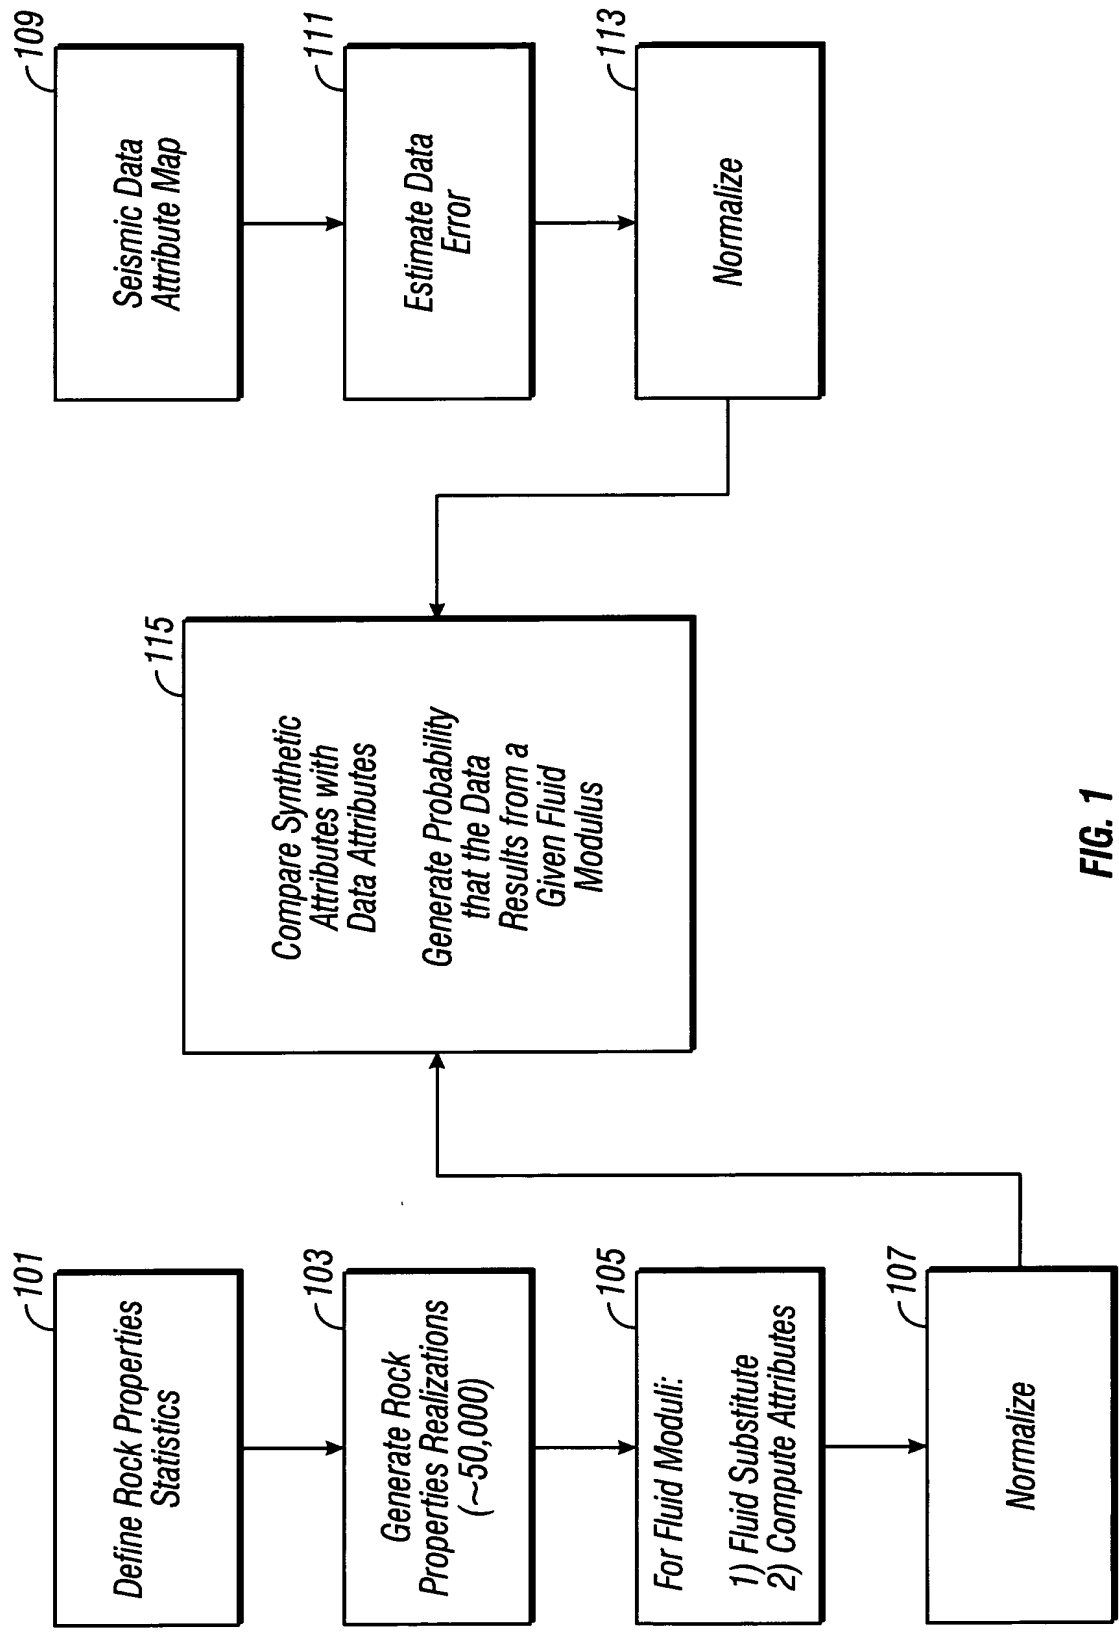 101
Define Rock Properties
Statistics
103
Generate Rock
Properties Realizations
(~50,000)
105
For Fluid Moduli:
1) Fluid Substitute
2) Compute Attributes
107
Normalize
115
Compare Synthetic
Attributes with
Data Attributes
Generate Probability
that the Data
Results from a
Given Fluid
Modulus
109
Seismic Data
Attribute Map
111
Estimate Data
Error
113
Normalize
FIG. 1